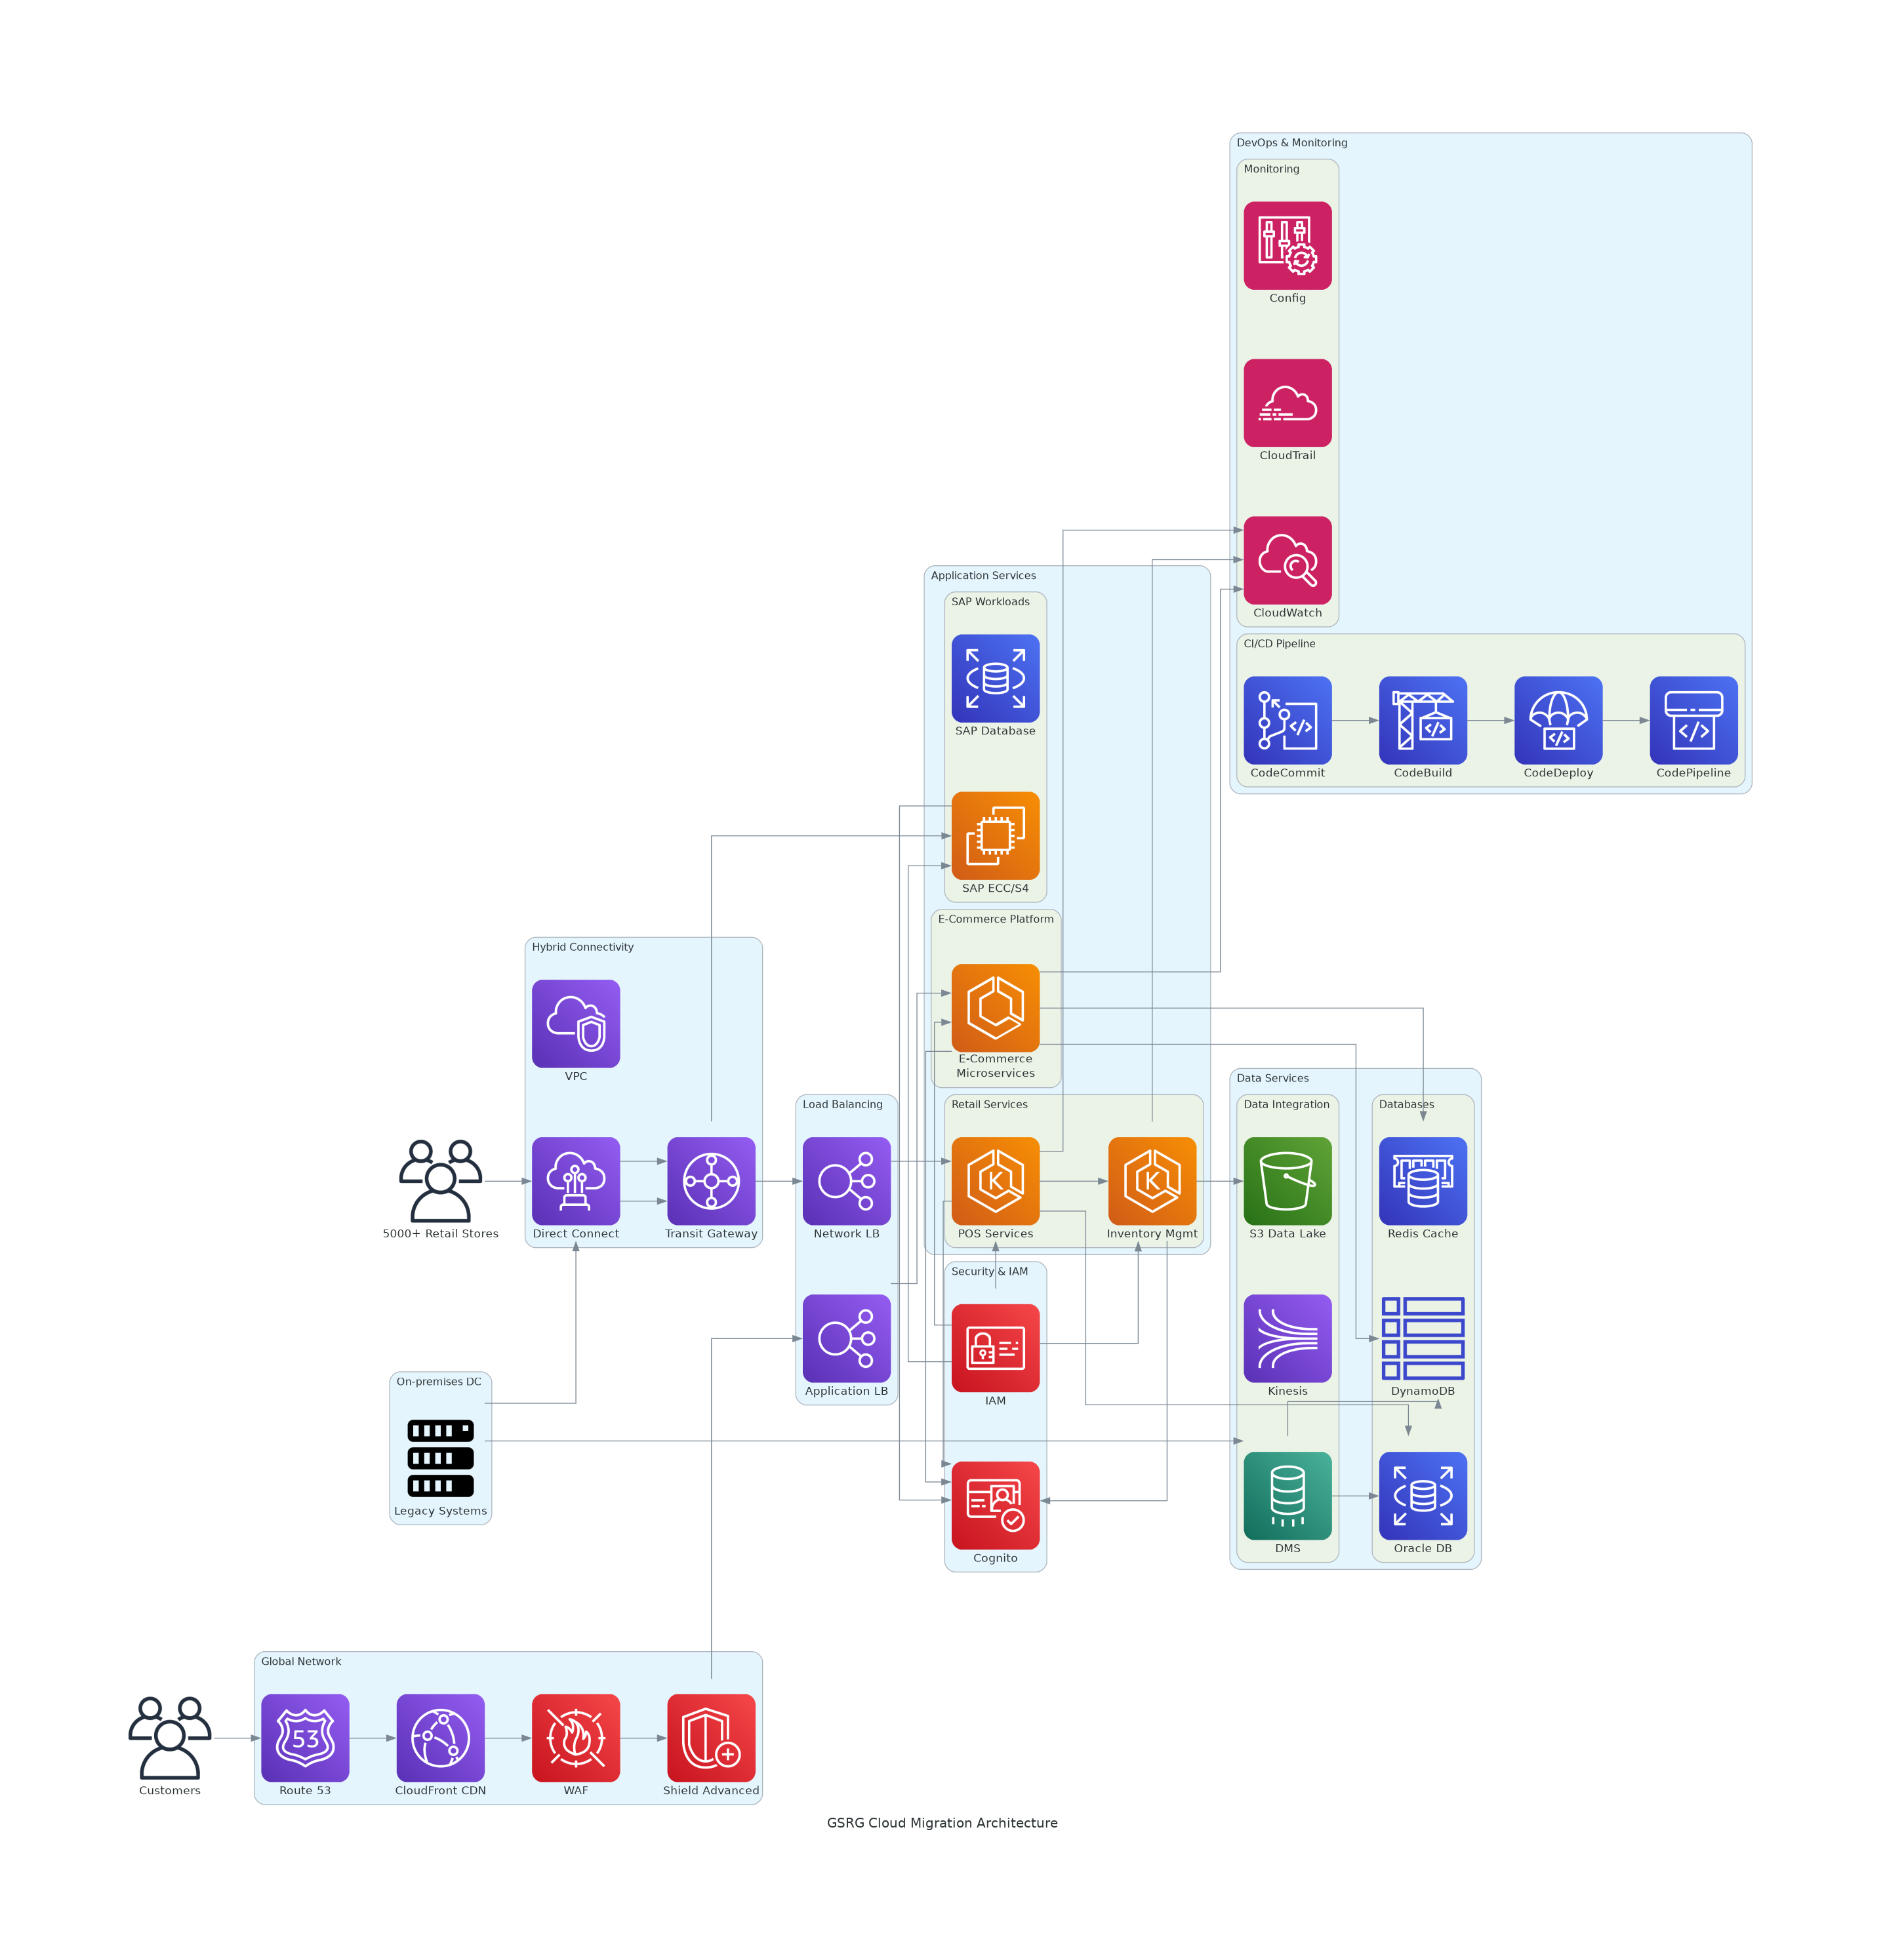 DevOps & Monitoring
Monitoring
Config
CloudTrail
CloudWatch
CI/CD Pipeline
CodeCommit
CodeBuild
CodeDeploy
CodePipeline
Application Services
SAP Workloads
SAP Database
SAP ECC/S4
E-Commerce Platform
E-Commerce
Microservices
Retail Services
POS Services
Inventory Mgmt
Hybrid Connectivity
VPC
Direct Connect
Transit Gateway
5000+ Retail Stores
Load Balancing
Network LB
Application LB
Data Services
Data Integration
S3 Data Lake
Kinesis
DMS
Databases
Redis Cache
DynamoDB
Oracle DB
Security & IAM
IAM
Cognito
On-premises DC
Legacy Systems
Global Network
53
Route 53
CloudFront CDN
WAF
Shield Advanced
Customers
K
K
GSRG Cloud Migration Architecture